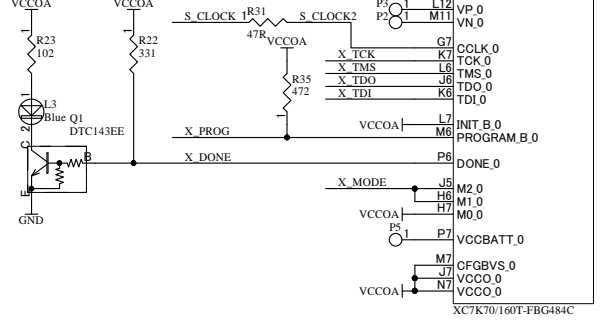 VCCOA
VCCOA
S_CLOCK 1 R31 S_CLOCK2
47R
P3 1 L12 VP_0
P2 1 M11 VN_0
1 R23 102
1 R22 331
VCCOA
G7 CCLK_0
X_TCK K7 TCK_0
X_TMS L6 TMS_0
X_TDO J6 TDO_0
X_TDI K6 TDI_0
R35 472
1
1 L3
Blue Q1
2 DTC143EE
VCCOA L7 INIT_B_0
X_PROG M6 PROGRAM_B_0
C B E
X_DONE P6 DONE_0
X_MODE J5 M2_0
H6 M1_0
VCCOA H7 M0_0
GND
P5 1 P7 VCCBATT_0
M7 CFGBVS_0
J7 VCCO_0
VCCOA N7 VCCO_0
XC7K70/160T-FBG484C